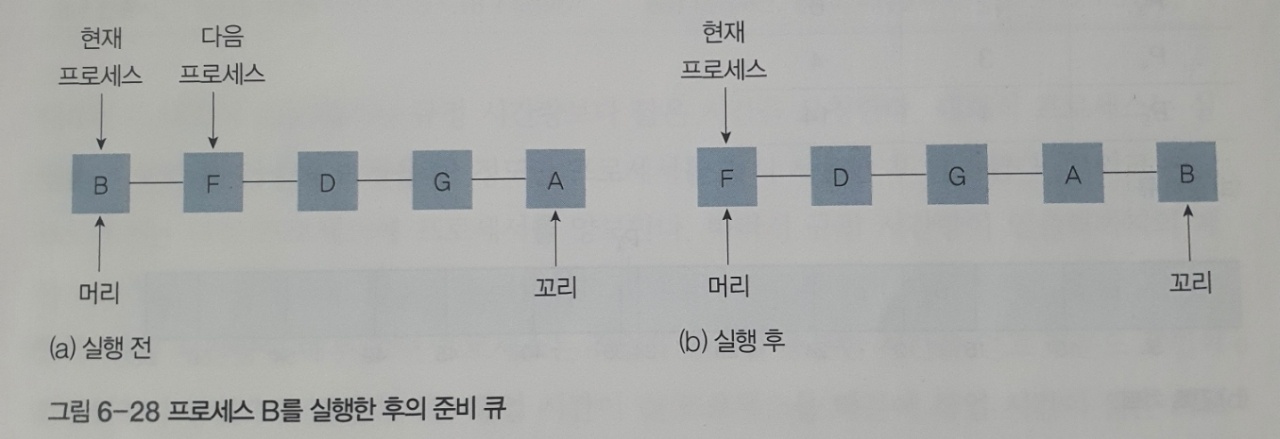 현재
프로세스
다음
프로세스
B F D G A
머리
꼬리
(a) 실행 전
현재
프로세스
F D G A B
머리
꼬리
(b) 실행 후
그림 6-28 프로세스 B를 실행한 후의 준비 큐